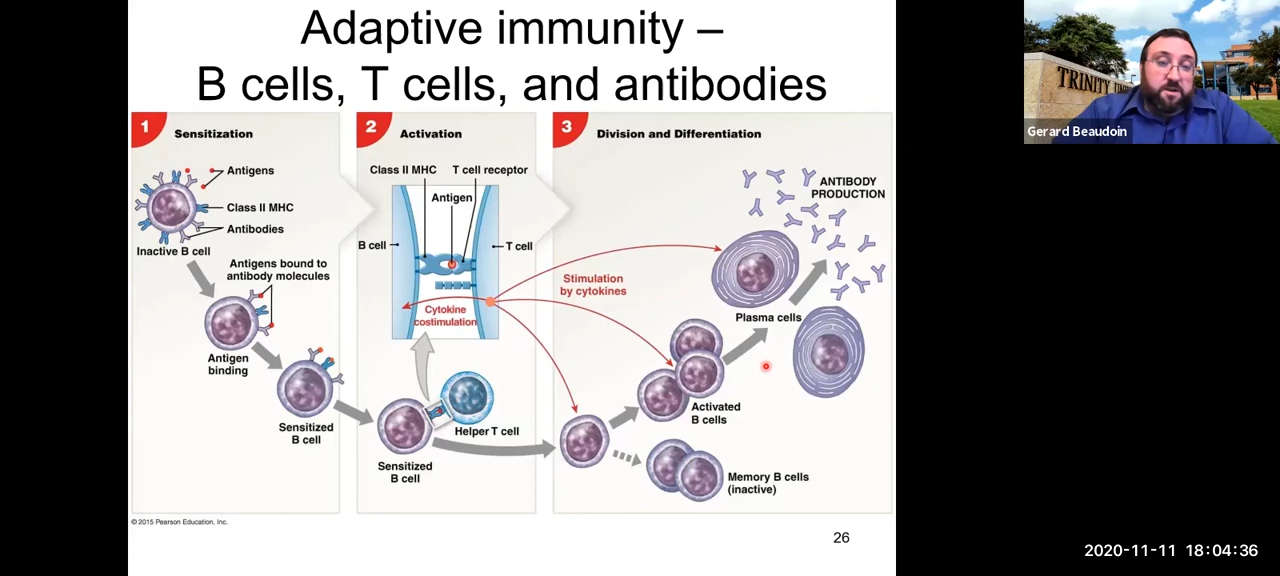 Adaptive immunity –
B cells, T cells, and antibodies
1
Sensitization
Antigens
Class II MHC
Antibodies
Inactive B cell
Antigens bound to
antibody molecules
Antigen
binding
Sensitized
B cell
2
Activation
Class II MHC
T cell receptor
Antigen
B cell
T cell
Cytokine
costimulation
Helper T cell
Sensitized
B cell
3
Division and Differentiation
ANTIBODY
PRODUCTION
Stimulation
by cytokines
Plasma cells
Activated
B cells
Memory B cells
(inactive)
© 2015 Pearson Education, Inc.
26
TRINITY
Gerard Beaudoin
2020-11-11 18:04:36